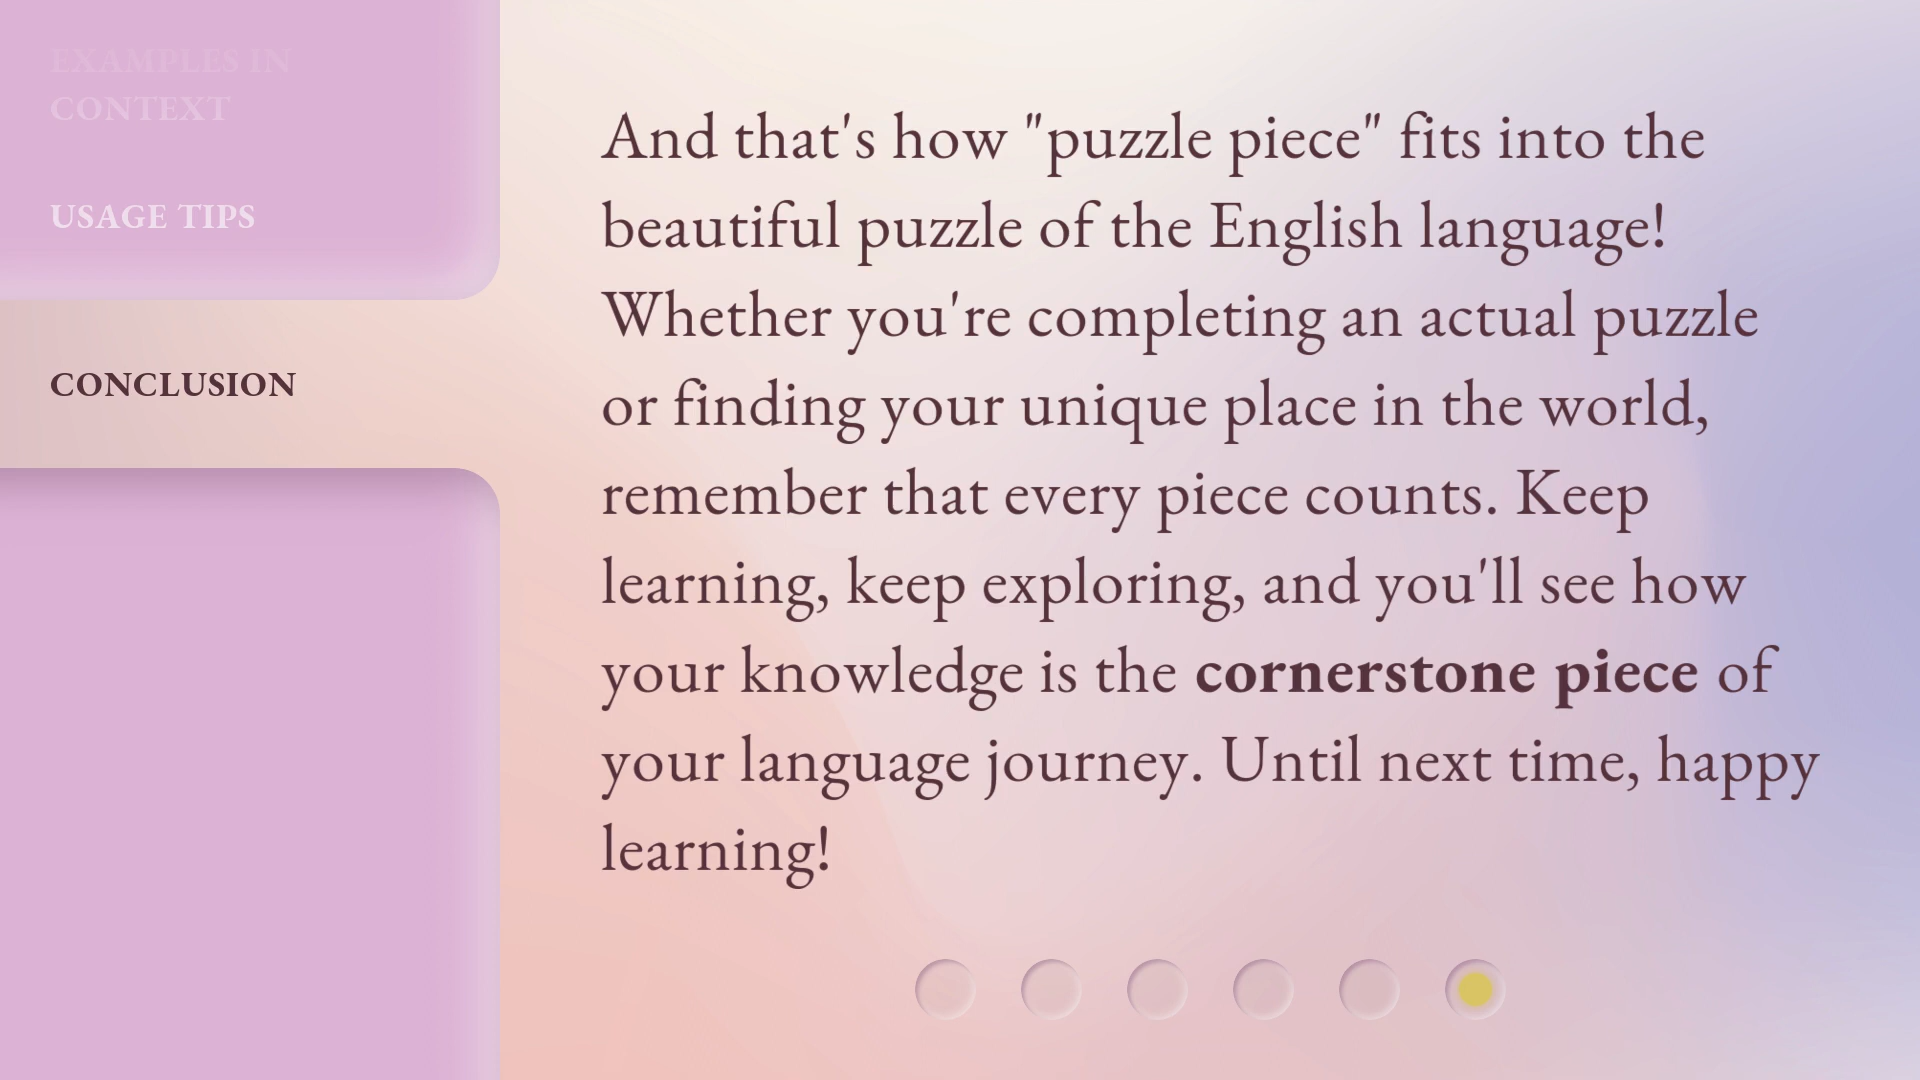 EXAMPLES IN
CONTEXT
USAGE TIPS
CONCLUSION
And that's how "puzzle piece" fits into the
beautiful puzzle of the English language!
Whether you're completing an actual puzzle
or finding your unique place in the world,
remember that every piece counts. Keep
learning, keep exploring, and you'll see how
your knowledge is the cornerstone piece of
your language journey. Until next time, happy
learning!